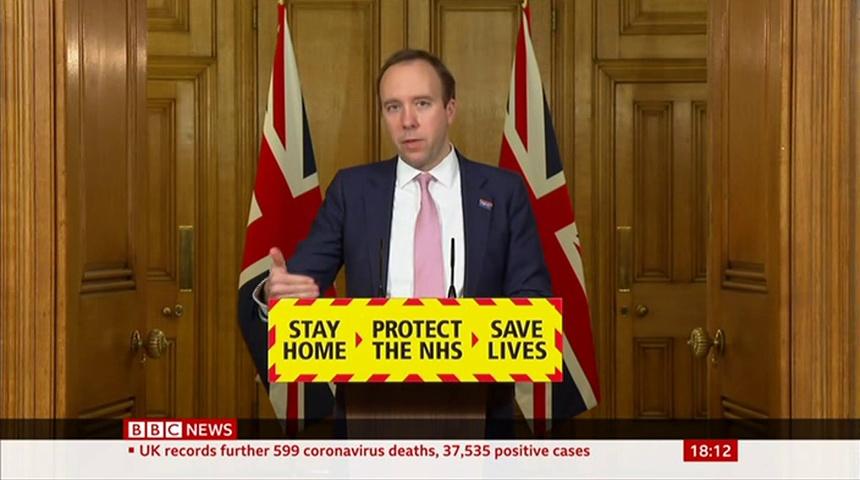 STAY HOME
PROTECT THE NHS
SAVE LIVES
BBC NEWS
UK records further 599 coronavirus deaths, 37,535 positive cases
18:12